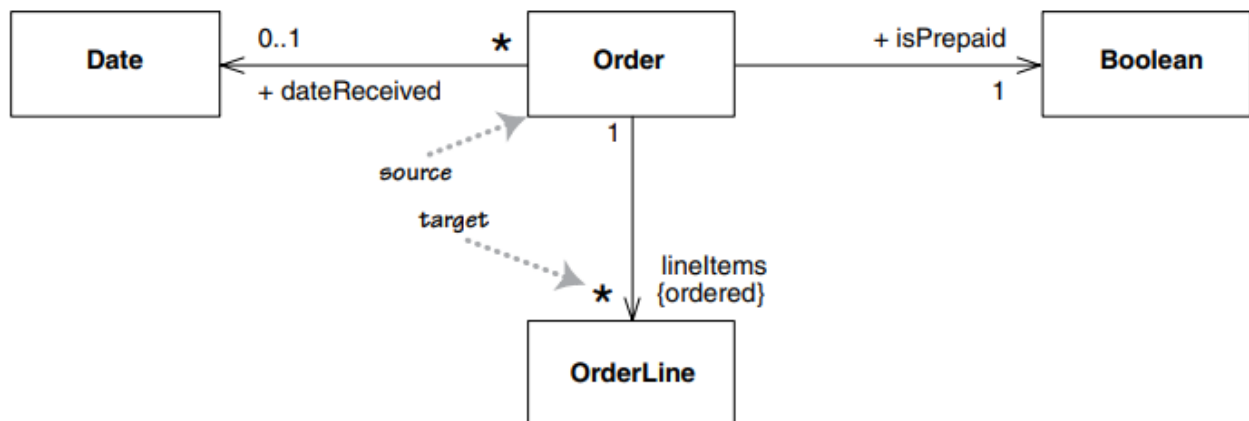 Date
0..1
*
+ dateReceived
Order
+ isPrepaid
1
Boolean
1
source
target
*
lineItems
{ordered}
OrderLine